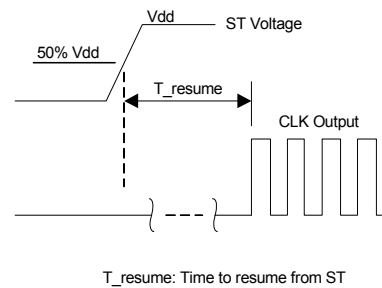 Vdd
ST Voltage
50% Vdd
T_resume
CLK Output
T_resume: Time to resume from ST